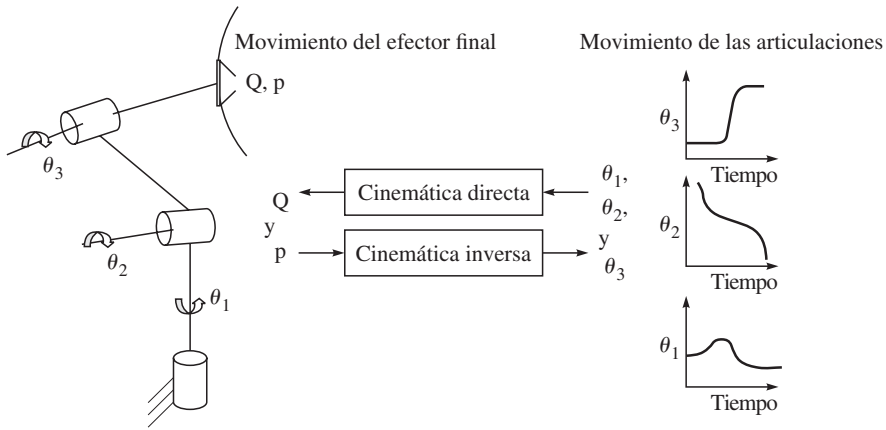 Movimiento del efector final
Q, p
θ3
θ2
θ1
Q
y
p
Cinemática directa
Cinemática inversa
θ1,
θ2,
y
θ3
Movimiento de las articulaciones
θ3
Tiempo
θ2
Tiempo
θ1
Tiempo